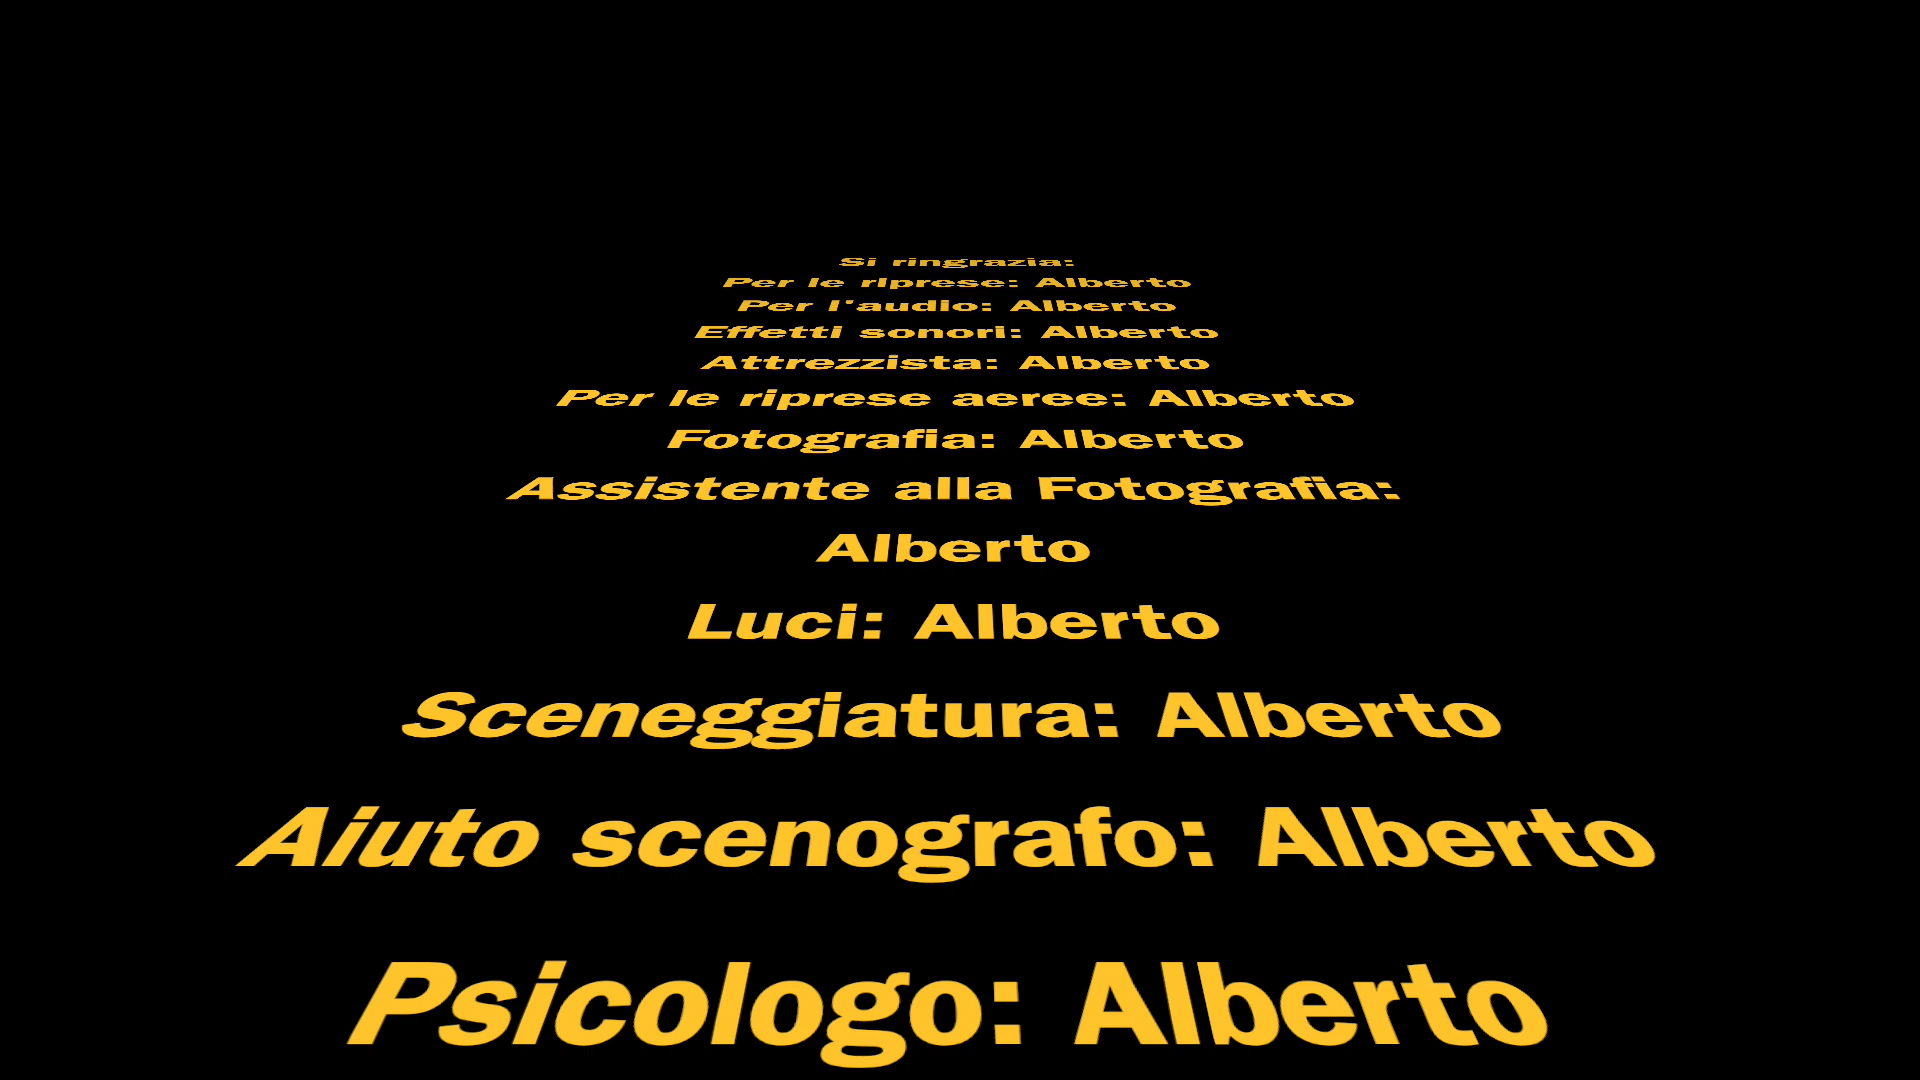 Si ringrazia:
Per le riprese: Alberto
Per l'audio: Alberto
Effetti sonori: Alberto
Attrezzista: Alberto
Per le riprese aeree: Alberto
Fotografia: Alberto
Assistente alla Fotografia:
Alberto
Luci: Alberto
Sceneggiatura: Alberto
Aiuto scenografo: Alberto
Psicologo: Alberto